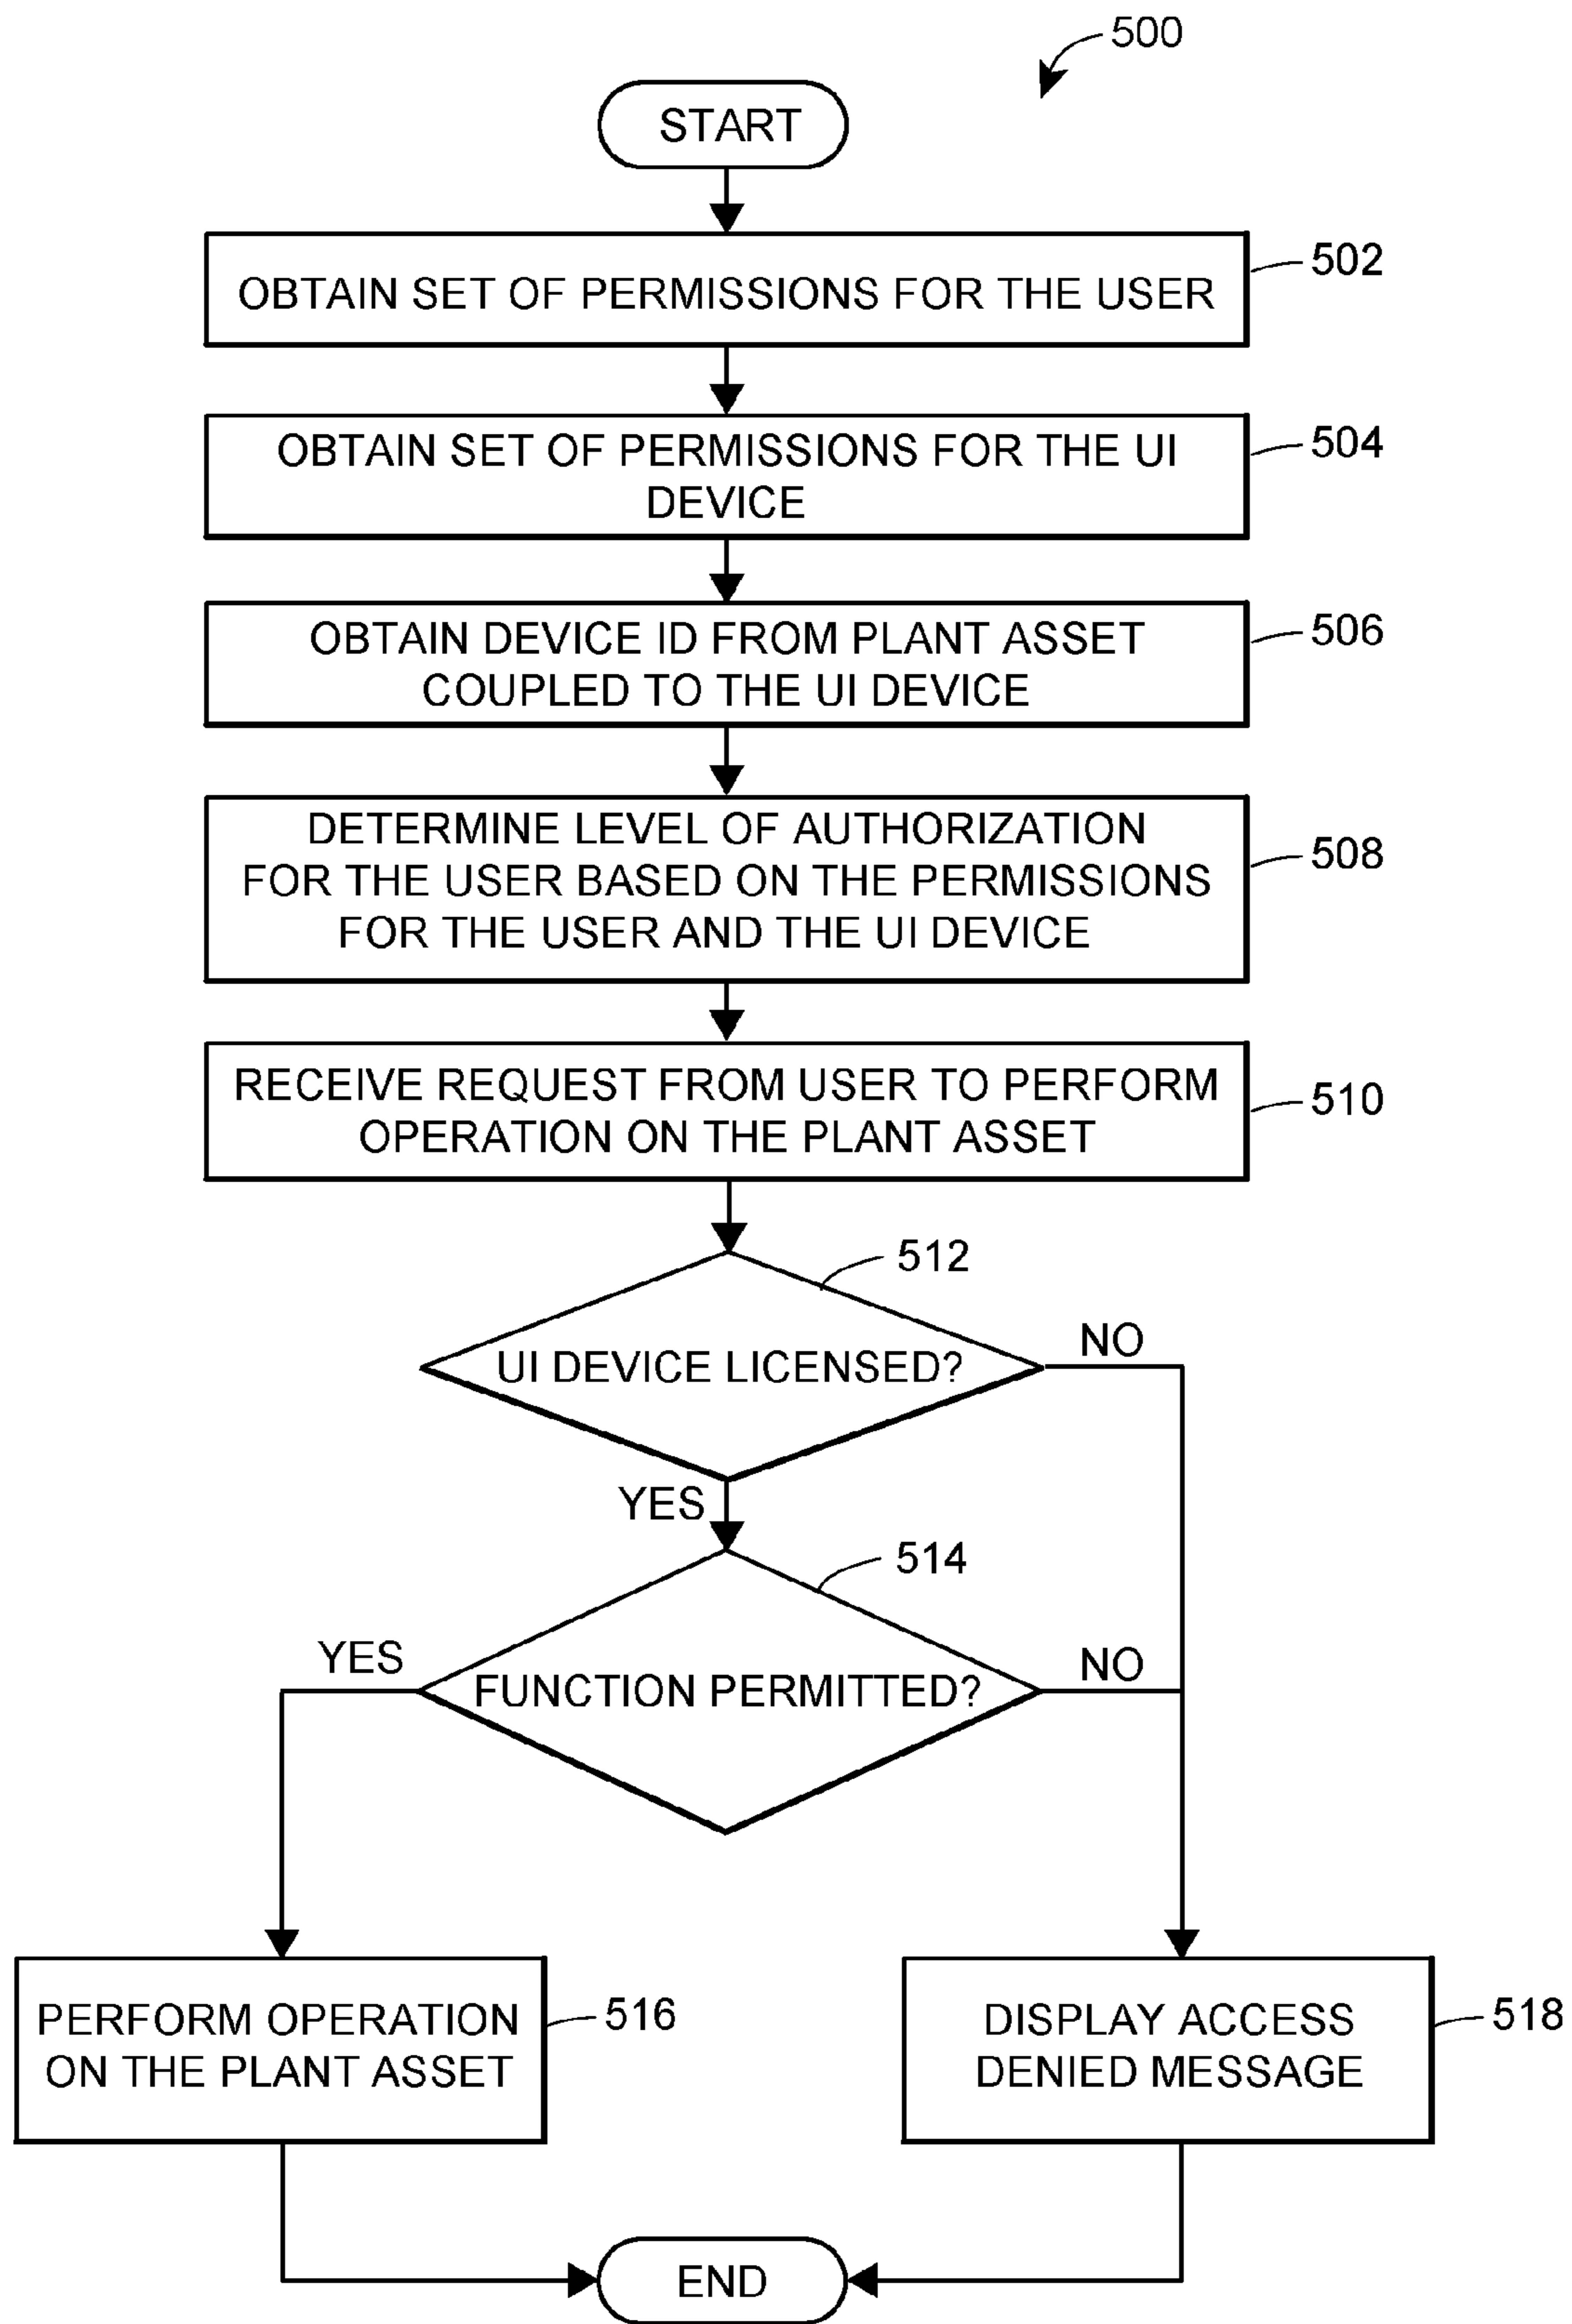 500
START
OBTAIN SET OF PERMISSIONS FOR THE USER
502
OBTAIN SET OF PERMISSIONS FOR THE UI
DEVICE
504
OBTAIN DEVICE ID FROM PLANT ASSET
COUPLED TO THE UI DEVICE
506
DETERMINE LEVEL OF AUTHORIZATION
FOR THE USER BASED ON THE PERMISSIONS
FOR THE USER AND THE UI DEVICE
508
RECEIVE REQUEST FROM USER TO PERFORM
OPERATION ON THE PLANT ASSET
510
512
UI DEVICE LICENSED?
NO
YES
514
FUNCTION PERMITTED?
YES
NO
PERFORM OPERATION
ON THE PLANT ASSET
516
DISPLAY ACCESS
DENIED MESSAGE
518
END